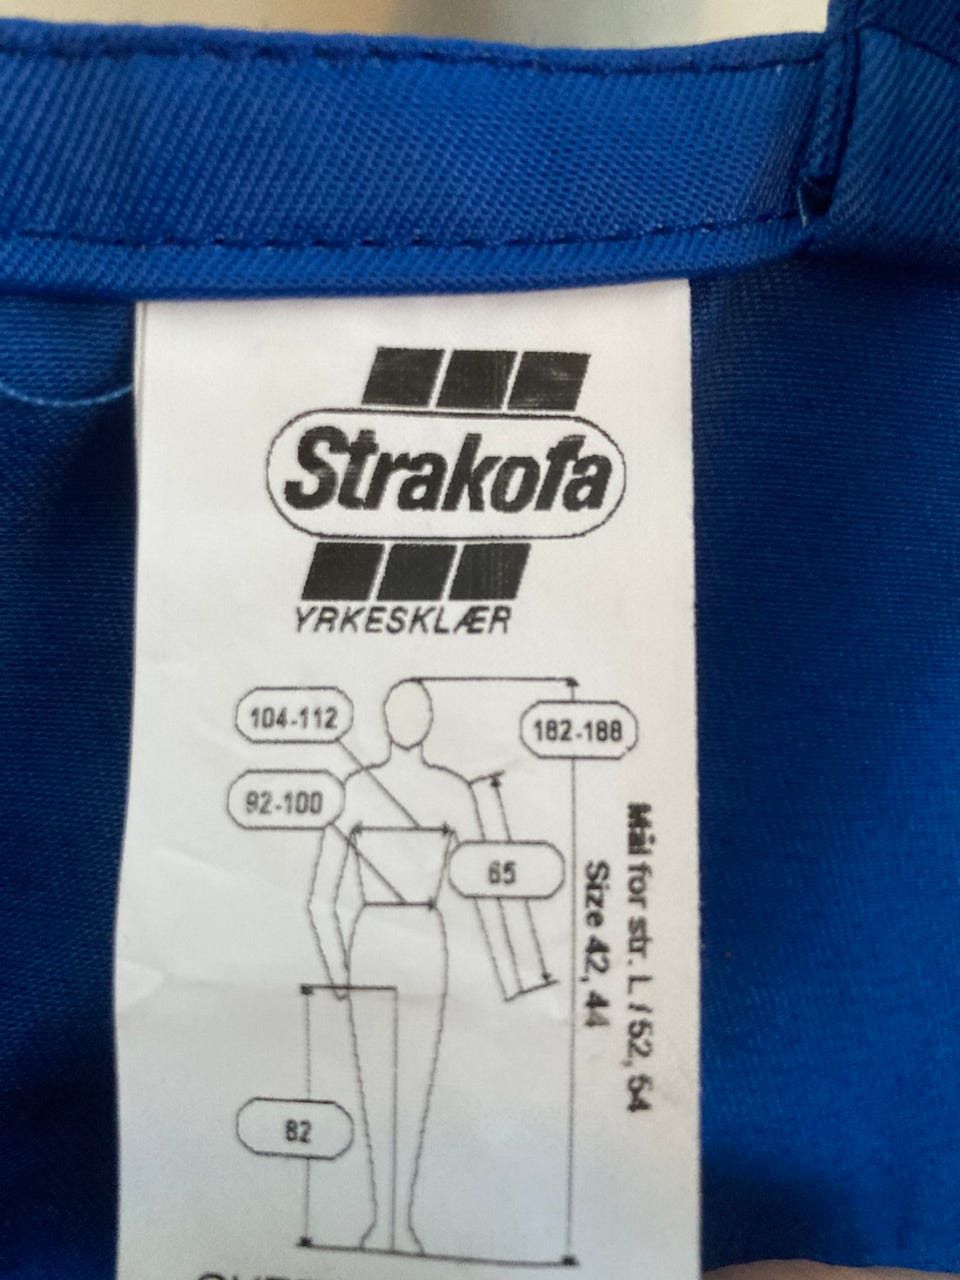 Strakofa
YRKESKLÆR
104-112
182-188
92-100
65
82
Mål for str. L / 52, 54
Size 42, 44